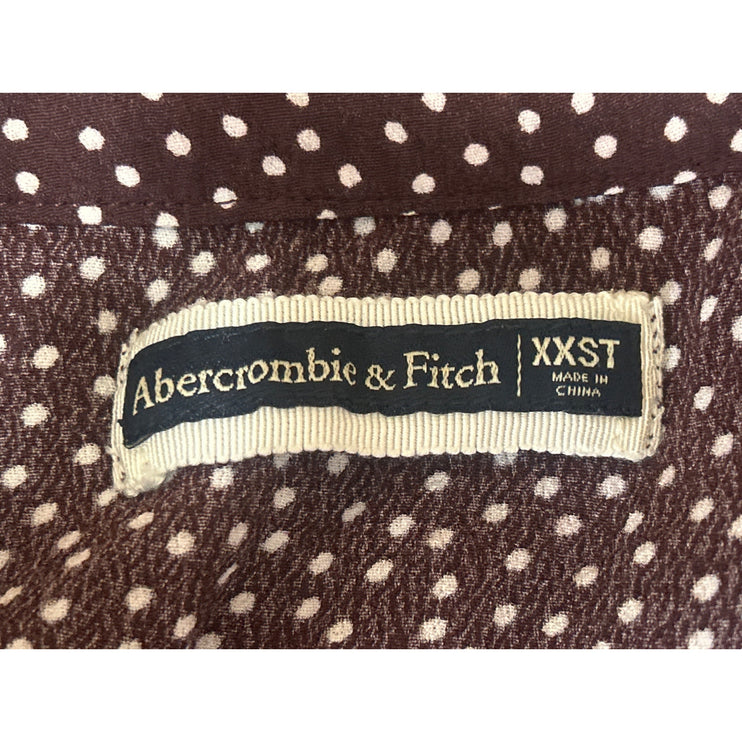 Abercrombie & Fitch
XXST
MADE IN
CHINA